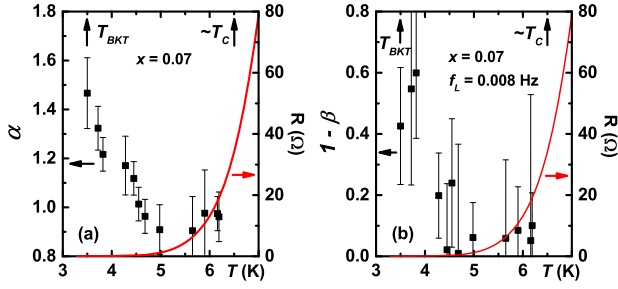 1.8
1.6
1.4
1.2
1.0
0.8
α
T_BKT
~T_C
x = 0.07
(a)
80
60
40
20
0
R (Ω)
3 4 5 6 T (K)
0.8
0.6
0.4
0.2
0.0
1 - β
T_BKT
~T_C
x = 0.07
f_L = 0.008 Hz
(b)
80
60
40
20
0
R (Ω)
3 4 5 6 T (K)